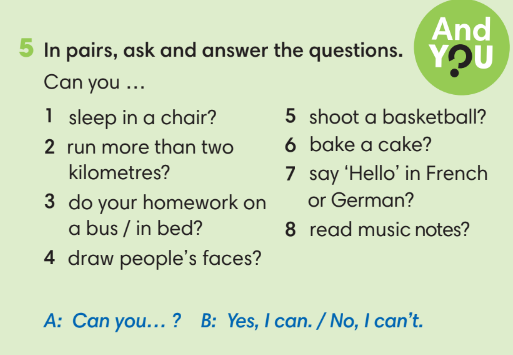 And
YOU
5 In pairs, ask and answer the questions.
Can you …
1 sleep in a chair?
2 run more than two
kilometres?
3 do your homework on
a bus / in bed?
4 draw people’s faces?
5 shoot a basketball?
6 bake a cake?
7 say ‘Hello’ in French
or German?
8 read music notes?
A: Can you… ? B: Yes, I can. / No, I can’t.